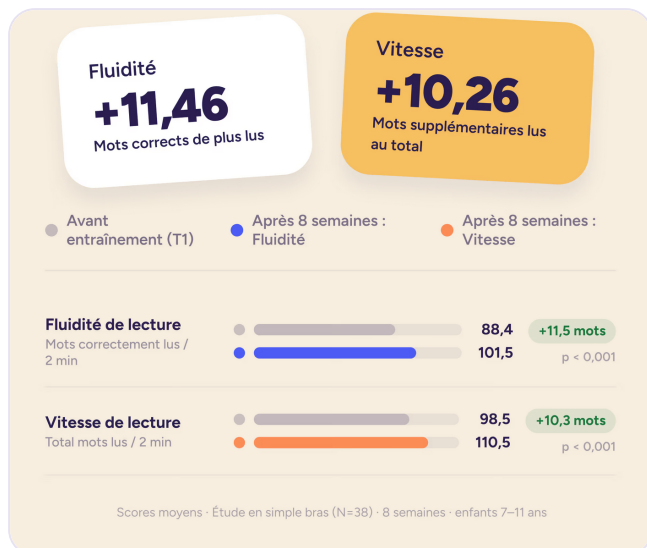 Fluidité
+11,46
Mots corrects de plus lus
Vitesse
+10,26
Mots supplémentaires lus
au total
Avant
entraînement (T1)
Après 8 semaines :
Fluidité
Après 8 semaines :
Vitesse
Fluidité de lecture
Mots correctement lus /
2 min
88,4
+11,5 mots
101,5
p < 0,001
Vitesse de lecture
Total mots lus / 2 min
98,5
+10,3 mots
110,5
p < 0,001
Scores moyens · Étude en simple bras (N=38) · 8 semaines · enfants 7–11 ans